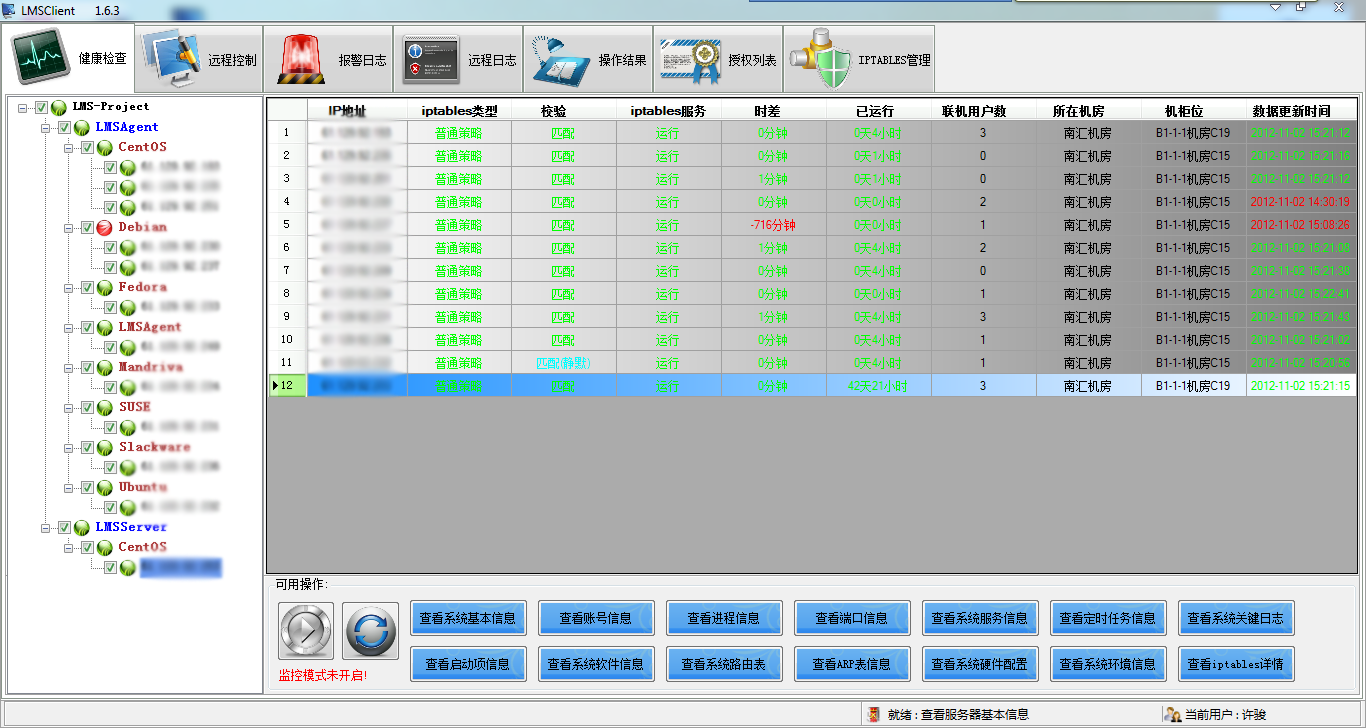 LMSClient 1.6.3
健康检查 远程控制 报警日志 远程日志 操作结果 授权列表 IPTABLES管理
LMS-Project
LMSAgent
CentOS
Debian
Fedora
LMSAgent
Mandriva
SUSE
Slackware
Ubuntu
LMSServer
CentOS
IP地址 iptables类型 校验 iptables服务 时差 已运行 联机用户数 所在机房 机柜位 数据更新时间
1 普通策略 匹配 运行 0分钟 0天4小时 3 南汇机房 B1-1-1机房C19 2012-11-02 15:21:12
2 普通策略 匹配 运行 0分钟 0天1小时 0 南汇机房 B1-1-1机房C15 2012-11-02 15:21:16
3 普通策略 匹配 运行 1分钟 0天1小时 0 南汇机房 B1-1-1机房C15 2012-11-02 15:21:12
4 普通策略 匹配 运行 0分钟 0天0小时 2 南汇机房 B1-1-1机房C15 2012-11-02 14:30:19
5 普通策略 匹配 运行 -716分钟 0天0小时 1 南汇机房 B1-1-1机房C15 2012-11-02 15:08:26
6 普通策略 匹配 运行 1分钟 0天4小时 2 南汇机房 B1-1-1机房C15 2012-11-02 15:21:03
7 普通策略 匹配 运行 0分钟 0天4小时 0 南汇机房 B1-1-1机房C15 2012-11-02 15:21:38
8 普通策略 匹配 运行 0分钟 0天0小时 1 南汇机房 B1-1-1机房C15 2012-11-02 15:22:41
9 普通策略 匹配 运行 1分钟 0天4小时 3 南汇机房 B1-1-1机房C15 2012-11-02 15:21:43
10 普通策略 匹配 运行 0分钟 0天4小时 1 南汇机房 B1-1-1机房C15 2012-11-02 15:21:02
11 普通策略 匹配(静默) 运行 0分钟 0天4小时 1 南汇机房 B1-1-1机房C15 2012-11-02 15:20:56
12 运行 0分钟 42天21小时 3 南汇机房 B1-1-1机房C19 2012-11-02 15:21:15
可用操作:
查看系统基本信息 查看账号信息 查看进程信息 查看端口信息 查看系统服务信息 查看定时任务信息 查看系统关键日志
查看启动项信息 查看系统软件信息 查看系统路由表 查看ARP表信息 查看系统硬件配置 查看系统环境信息 查看iptables详情
监控模式未开启!
就绪:查看服务器基本信息 当前用户:许骏